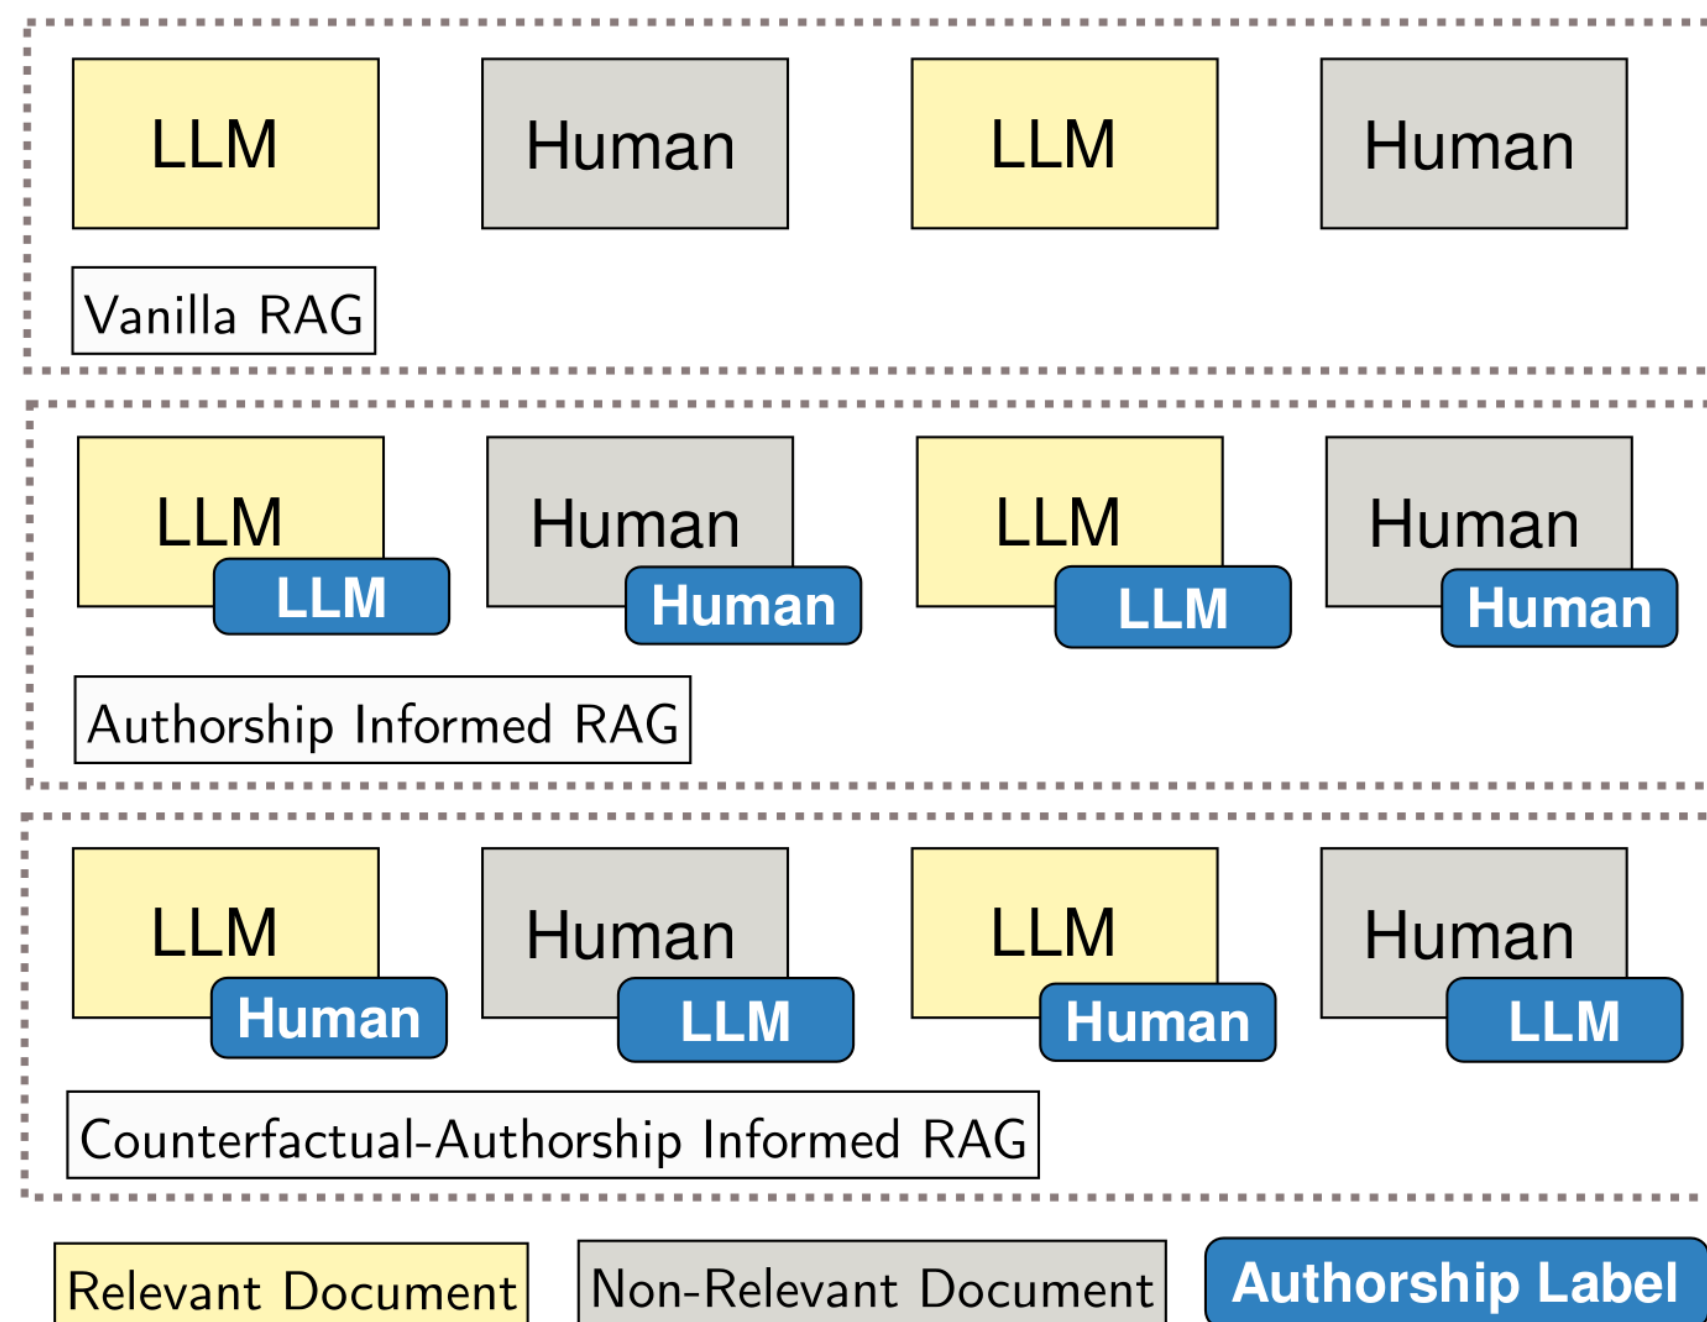 LLM Human LLM Human
Vanilla RAG
LLM Human LLM Human
LLM Human LLM Human
Authorship Informed RAG
LLM Human LLM Human
Human LLM Human LLM
Counterfactual-Authorship Informed RAG
Relevant Document Non-Relevant Document Authorship Label